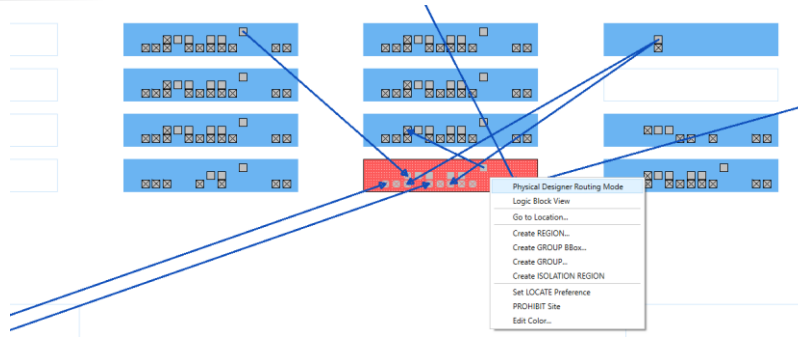 Physical Designer Routing Mode
Logic Block View
Go to Location...
Create REGION...
Create GROUP BBox...
Create GROUP...
Create ISOLATION REGION
Set LOCATE Preference
PROHIBIT Site
Edit Color...